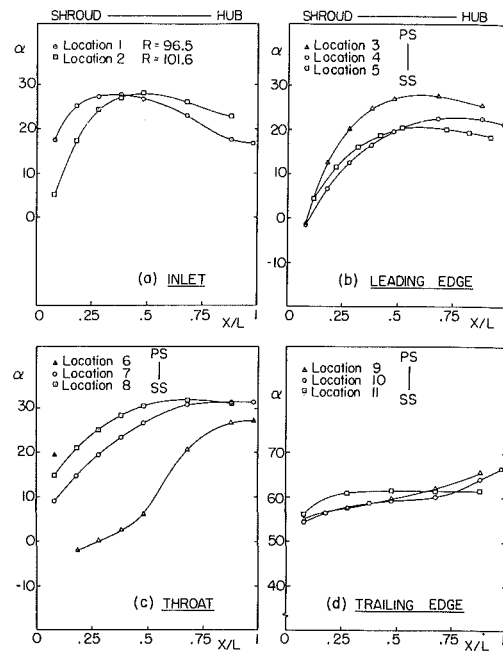 SHROUD HUB
α
Location 1 R=96.5
Location 2 R=101.6
30
20
10
0
(a) INLET
0 .25 .5 .75 X/L 1
SHROUD HUB
α
PS
Location 3
Location 4
Location 5
SS
30
20
10
0
-10
(b) LEADING EDGE
0 .25 .5 .75 X/L 1
α
PS
Location 6
Location 7
Location 8
SS
30
20
10
0
-10
(c) THROAT
0 .25 .5 .75 1
X/L
α
PS
Location 9
Location 10
Location 11
SS
70
60
50
40
(d) TRAILING EDGE
0 .25 .5 .75 1
X/L